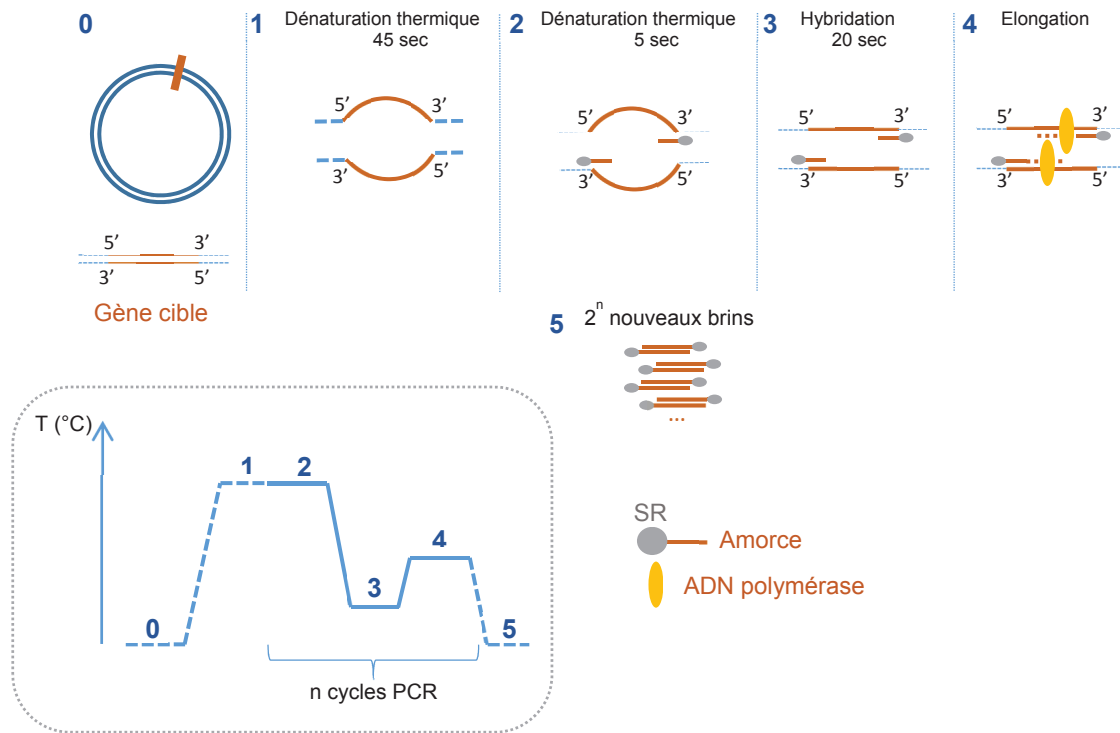 0
5’ 3’
3’ 5’
Gène cible
1
Dénaturation thermique
45 sec
5’ 3’
3’ 5’
2
Dénaturation thermique
5 sec
5’ 3’
3’ 5’
3
Hybridation
20 sec
5’ 3’
3’ 5’
4
Elongation
5’ 3’
3’ 5’
5
2ⁿ nouveaux brins
...
T (°C)
1 2
4
3
0 5
n cycles PCR
SR
Amorce
ADN polymérase